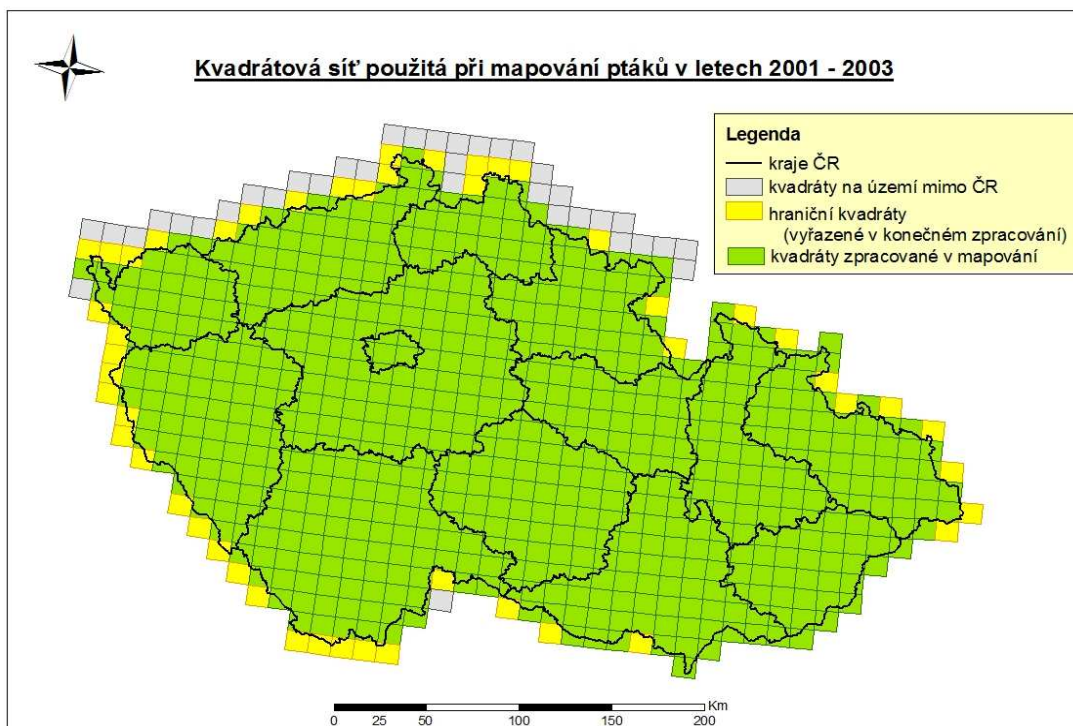 Kvadrátová síť použitá při mapování ptáků v letech 2001 - 2003
Legenda
kraje ČR
kvadráty na území mimo ČR
hraniční kvadráty
(vyřazené v konečném zpracování)
kvadráty zpracované v mapování
Km
0 25 50 100 150 200